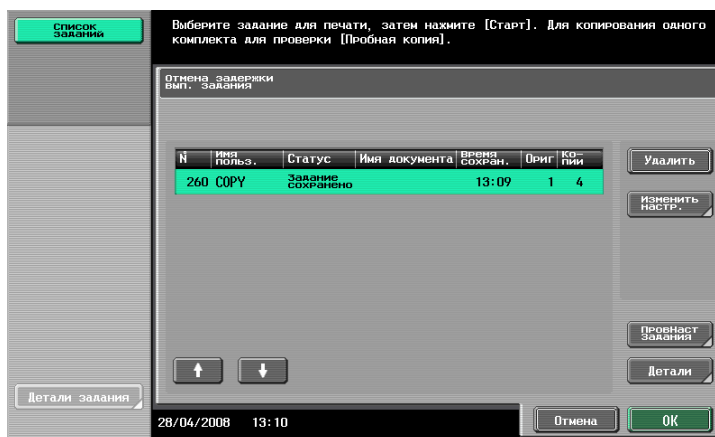 Список
заданий
Выберите задание для печати, затем нажмите [Старт]. Для копирования одного
комплекта для проверки [Пробная копия].
Отмена задержки
вып. задания
N Имя польз. Статус Имя документа Время сохран. Ориг Ко-пии
260 COPY Задание сохранено 13:09 1 4
Удалить
Изменить
настр.
ПровНаст
Задания
Детали
Детали задания
28/04/2008 13:10
Отмена
OK